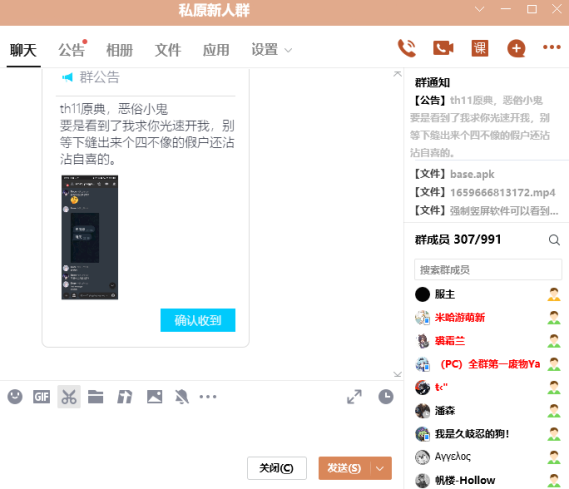 私原新人群
聊天 公告 相册 文件 应用 设置
课
群公告
th11原典，恶俗小鬼
要是看到了我求你光速开我，别
等下缝出来个四不像的假户还沾
沾自喜的。
确认收到
GIF
关闭(C) 发送(S)
群通知
【公告】th11原典，恶俗小鬼
要是看到了我求你光速开我，别
等下缝出来个四不像的假户还沾
沾自喜的。
【文件】base.apk
【文件】1659666813172.mp4
【文件】强制竖屏软件可以看到...
群成员 307/991
搜索群成员
服主
米哈游萌新
裘霜兰
（PC）全群第一废物Ya
t<"
潘森
我是久岐忍的狗！
Αγγελος
帆楼-Hollow